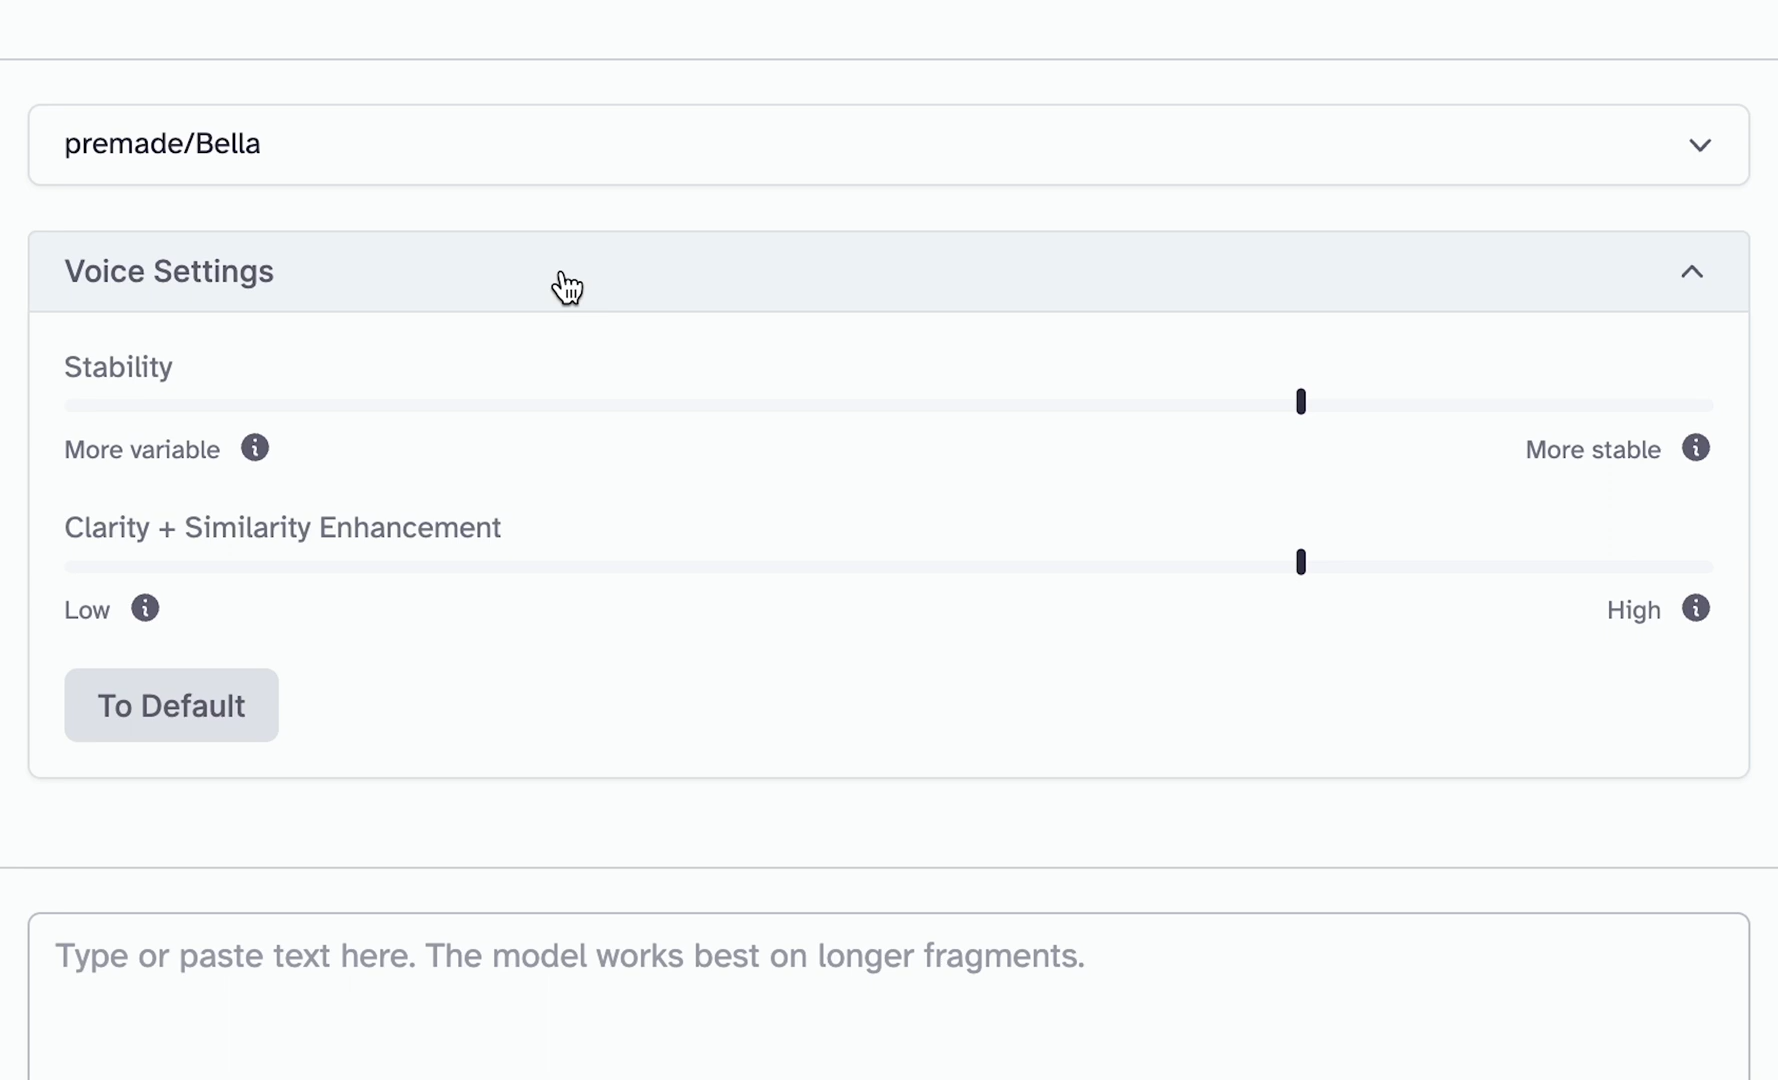 premade/Bella
Voice Settings
Stability
More variable
More stable
Clarity + Similarity Enhancement
Low
High
To Default
Type or paste text here. The model works best on longer fragments.